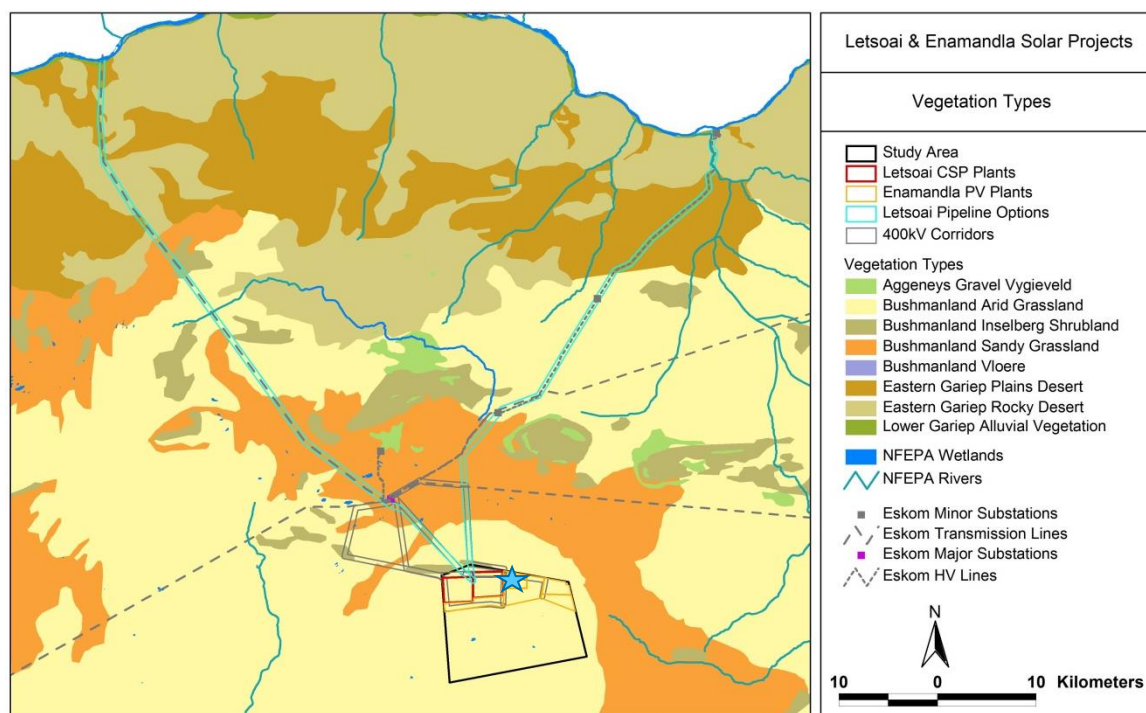 Letsoai & Enamandla Solar Projects
Vegetation Types
Study Area
Letsoai CSP Plants
Enamandla PV Plants
Letsoai Pipeline Options
400kV Corridors
Vegetation Types
Aggeneys Gravel Vygieveld
Bushmanland Arid Grassland
Bushmanland Inselberg Shrubland
Bushmanland Sandy Grassland
Bushmanland Vloere
Eastern Gariep Plains Desert
Eastern Gariep Rocky Desert
Lower Gariep Alluvial Vegetation
NFEPA Wetlands
NFEPA Rivers
Eskom Minor Substations
Eskom Transmission Lines
Eskom Major Substations
Eskom HV Lines
N
10 0 10 Kilometers